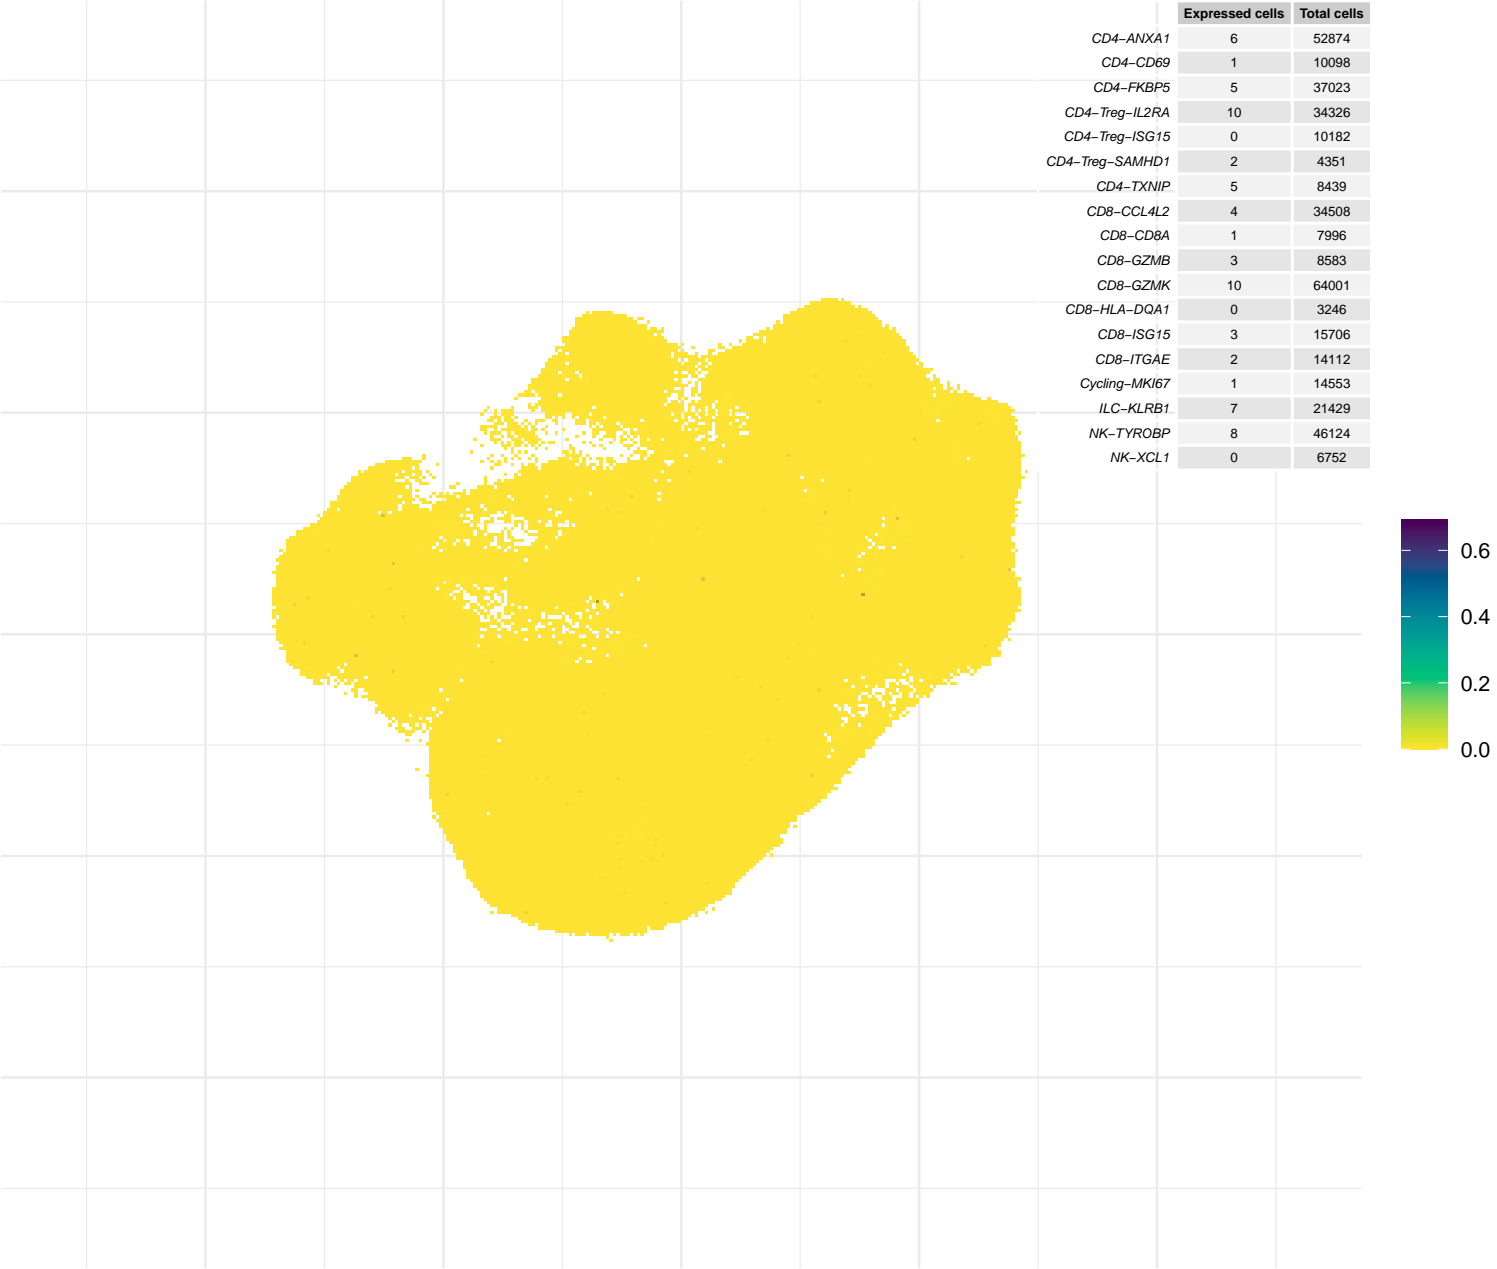 Expressed cells Total cells
CD4−ANXA1 6 52874
CD4−CD69 1 10098
CD4−FKBP5 5 37023
CD4−Treg−IL2RA 10 34326
CD4−Treg−ISG15 0 10182
CD4−Treg−SAMHD1 2 4351
CD4−TXNIP 5 8439
CD8−CCL4L2 4 34508
CD8−CD8A 1 7996
CD8−GZMB 3 8583
CD8−GZMK 10 64001
CD8−HLA−DQA1 0 3246
CD8−ISG15 3 15706
CD8−ITGAE 2 14112
Cycling−MKI67 1 14553
ILC−KLRB1 7 21429
NK−TYROBP 8 46124
NK−XCL1 0 6752
0.6
0.4
0.2
0.0